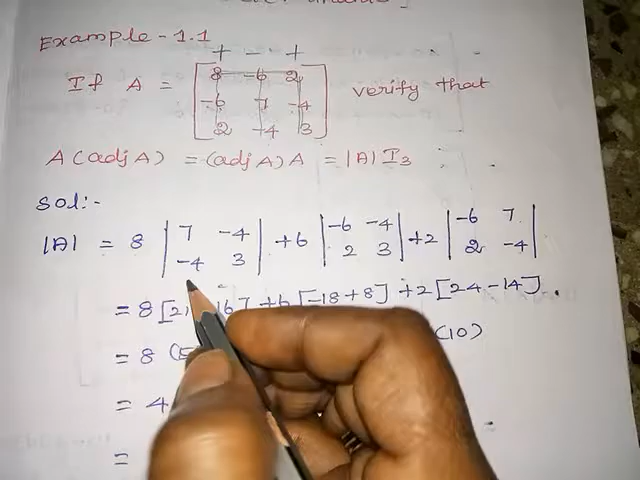 Example - 1.1
+ - +
If A = [8 -6 2
-6 7 -4
2 -4 3] verify that
A(adj A) = (adj A) A = |A| I₃
Sol:-
|A| = 8 |7 -4 +6 |-6 -4 +2 |-6 7
-4 3| 2 3| 2 -4|
= 8 [21 16] +6 [-18+8] +2 [24-14].
= 8 (5 (10)
= 4
=